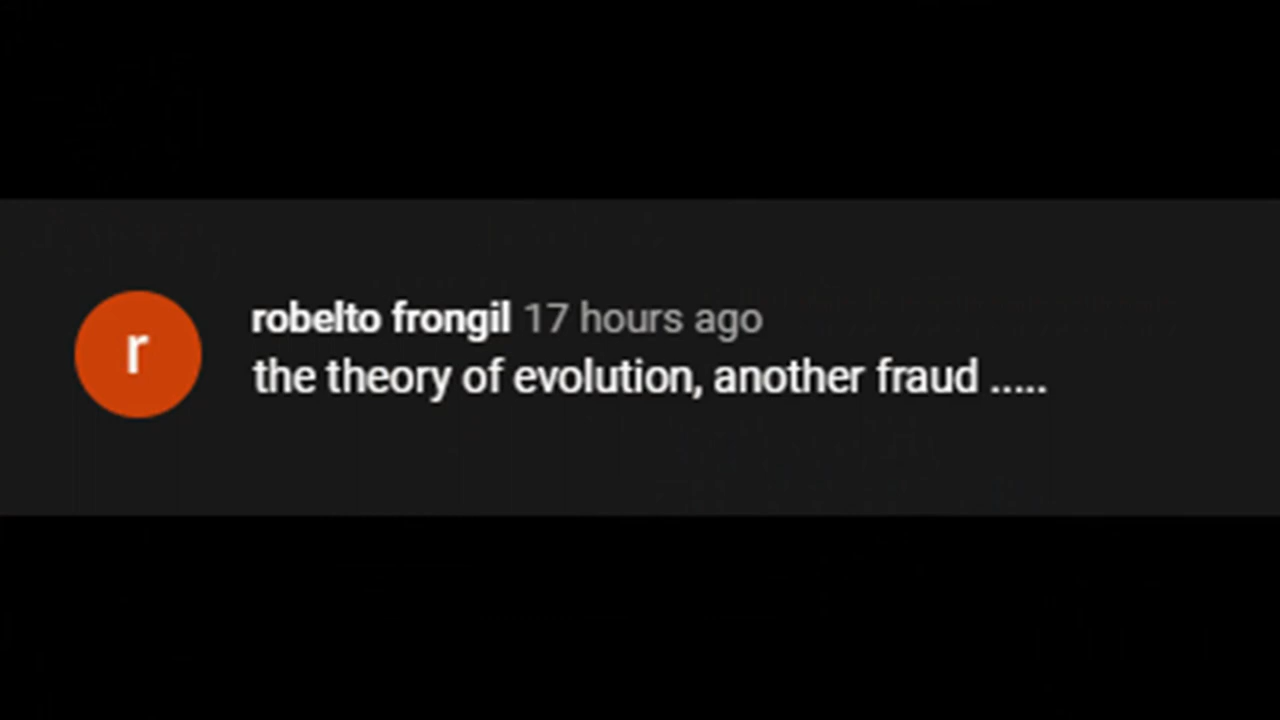 r
robelto frongil 17 hours ago
the theory of evolution, another fraud .....